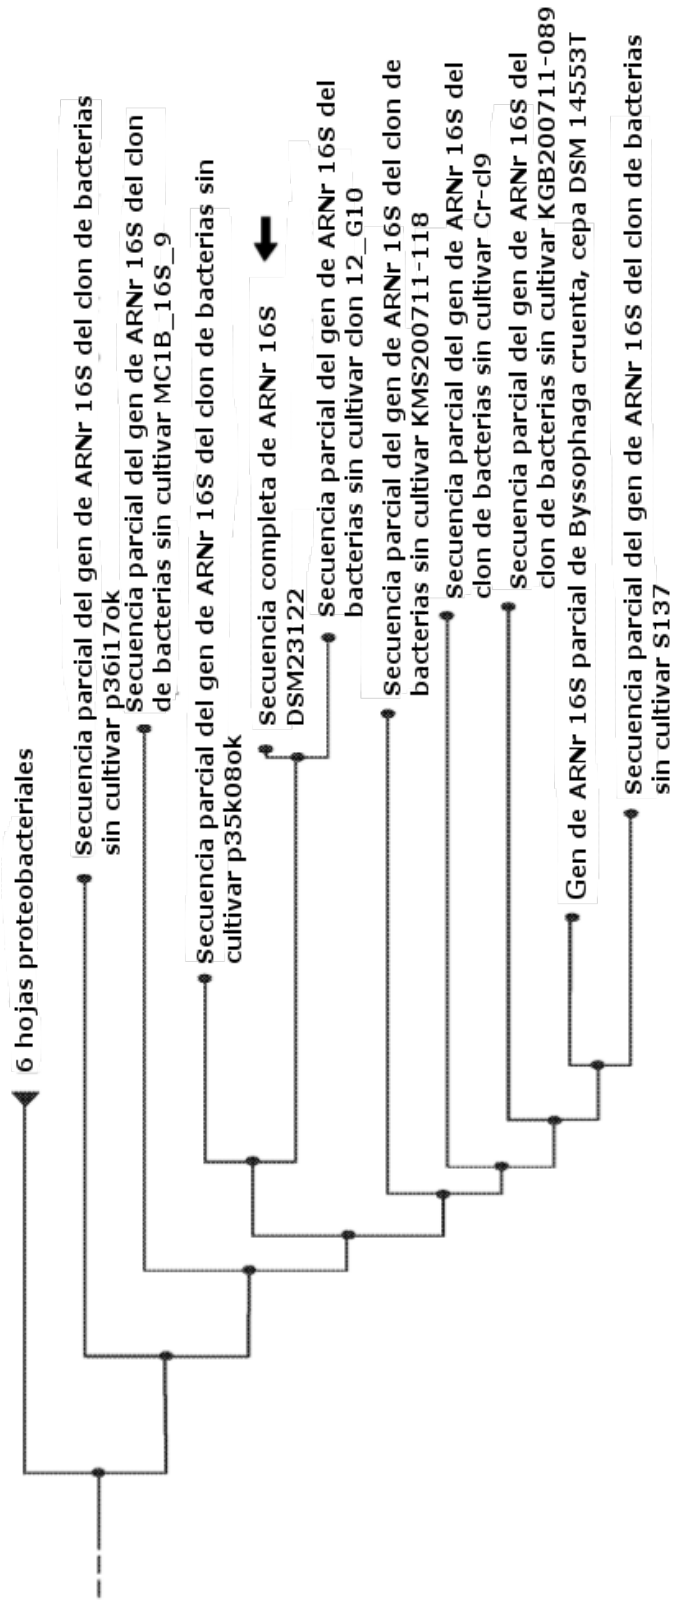 6 hojas proteobacteriales
Secuencia parcial del gen de ARNr 16S del clon de bacterias
sin cultivar p36i17ok
Secuencia parcial del gen de ARNr 16S del clon
de bacterias sin cultivar MC1B_16S_9
Secuencia parcial del gen de ARNr 16S del clon de bacterias sin
cultivar p35k08ok
Secuencia completa de ARNr 16S
DSM23122
Secuencia parcial del gen de ARNr 16S del
bacterias sin cultivar clon 12_G10
Secuencia parcial del gen de ARNr 16S del clon de
bacterias sin cultivar KMS200711-118
Secuencia parcial del gen de ARNr 16S del
clon de bacterias sin cultivar Cr-cl9
Secuencia parcial del gen de ARNr 16S del
clon de bacterias sin cultivar KGB200711-089
Gen de ARNr 16S parcial de Byssophaga cruenta, cepa DSM 14553T
Secuencia parcial del gen de ARNr 16S del clon de bacterias
sin cultivar S137